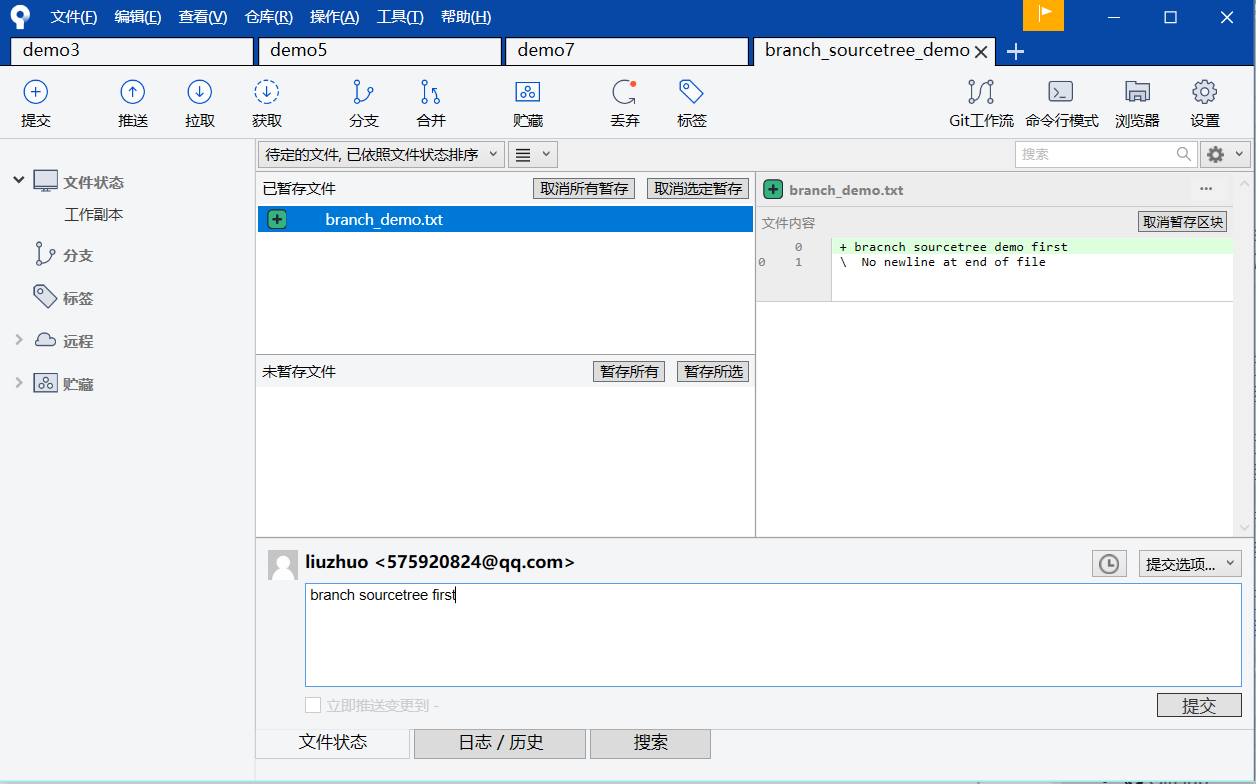 文件(F) 编辑(E) 查看(V) 仓库(R) 操作(A) 工具(T) 帮助(H)
demo3 demo5 demo7 branch_sourcetree_demo
提交 推送 拉取 获取 分支 合并 贮藏 丢弃 标签 Git工作流 命令行模式 浏览器 设置
待定的文件, 已依照文件状态排序 搜索
文件状态
工作副本
分支
标签
远程
贮藏
已暂存文件 取消所有暂存 取消选定暂存
branch_demo.txt
未暂存文件 暂存所有 暂存所选
branch_demo.txt ...
文件内容 取消暂存区块
0 + bracnch sourcetree demo first
0 1 \ No newline at end of file
liuzhuo <575920824@qq.com> 提交选项...
branch sourcetree first
立即推送变更到 -
提交
文件状态 日志 / 历史 搜索